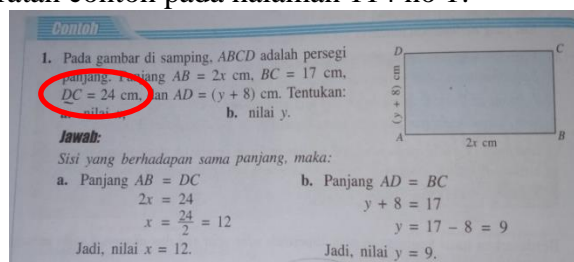 Contoh
1. Pada gambar di samping, ABCD adalah persegi
panjang. Panjang AB = 2x cm, BC = 17 cm,
DC = 24 cm, dan AD = (y + 8) cm. Tentukan:
a. nilai x, b. nilai y.
D
C
(y + 8) cm
A
2x cm
B
Jawab:
Sisi yang berhadapan sama panjang, maka:
a. Panjang AB = DC
2x = 24
x = 24/2 = 12
Jadi, nilai x = 12.
b. Panjang AD = BC
y + 8 = 17
y = 17 − 8 = 9
Jadi, nilai y = 9.